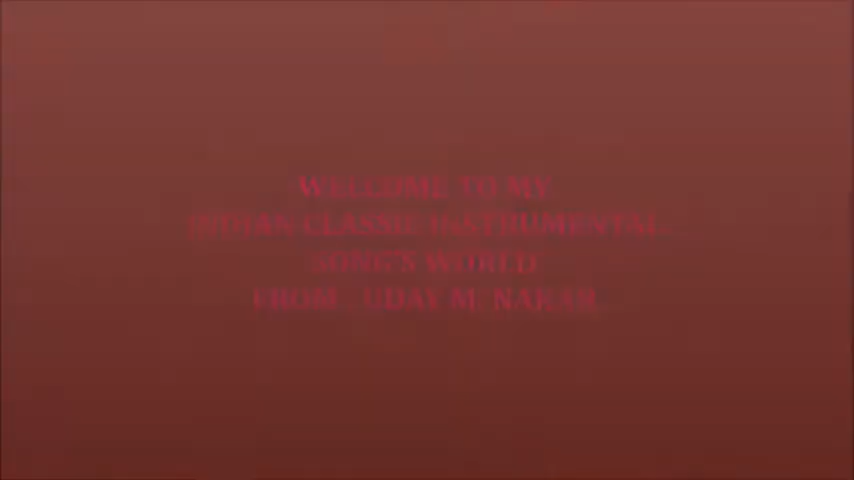 WELCOME TO MY
INDIAN CLASSIC INSTRUMENTAL
SONG'S WORLD
FROM : UDAY M.